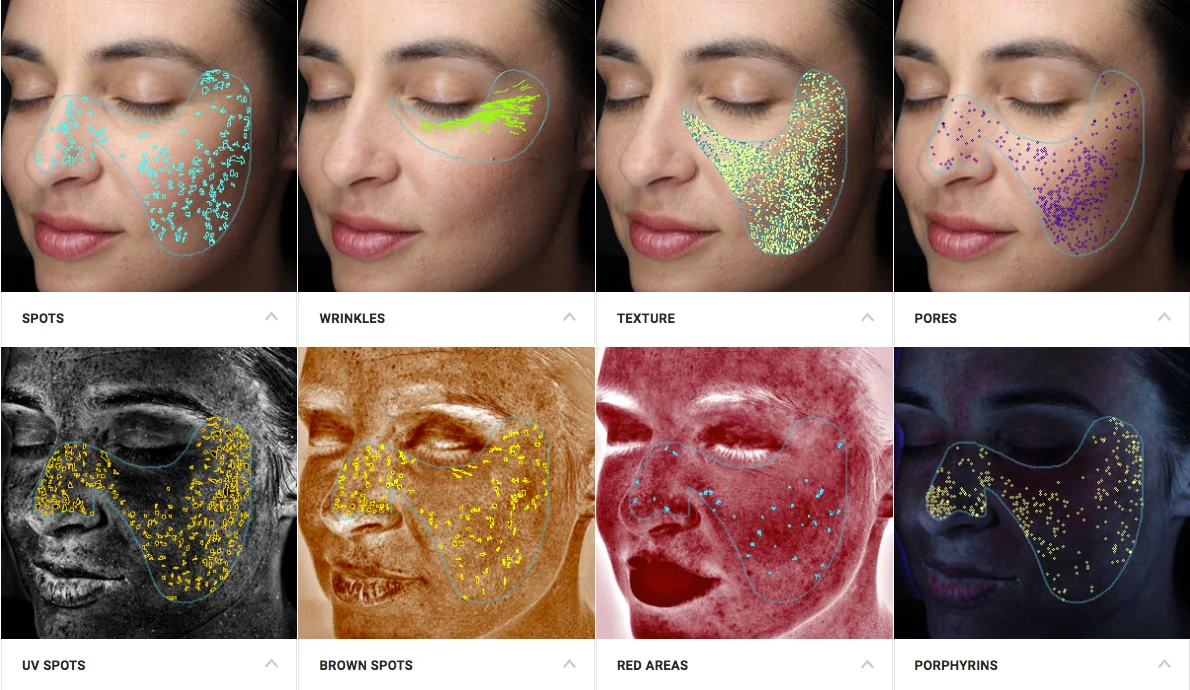 SPOTS
WRINKLES
TEXTURE
PORES
UV SPOTS
BROWN SPOTS
RED AREAS
PORPHYRINS